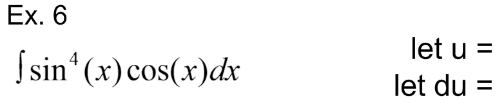 Ex. 6
∫ sin⁴ (x) cos(x)dx
let u =
let du =